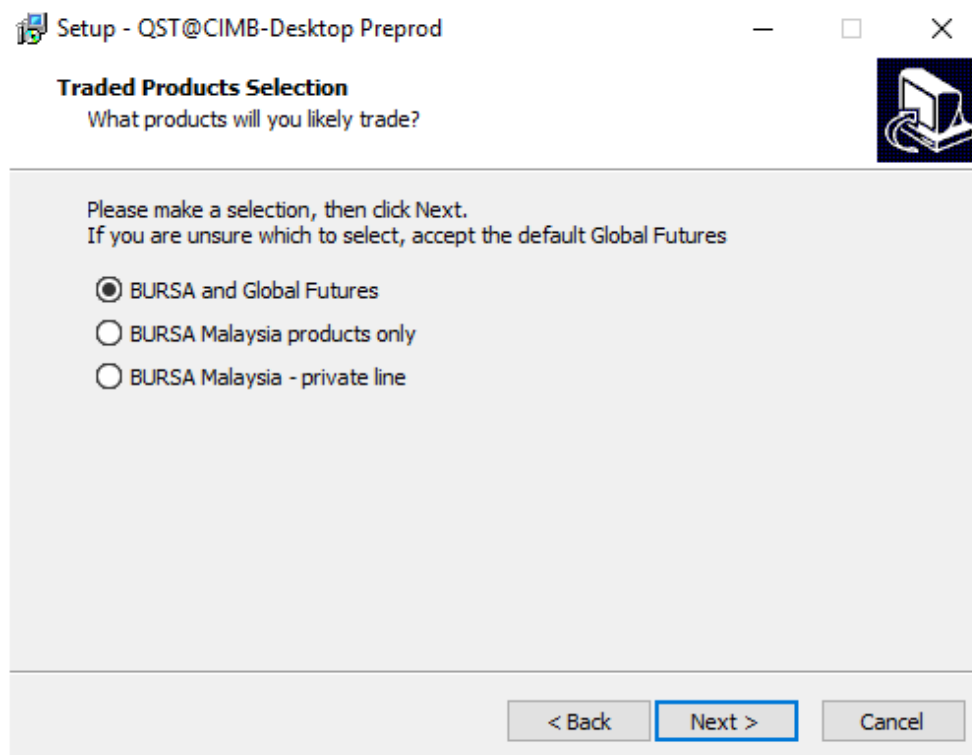 Setup - QST@CIMB-Desktop Preprod
Traded Products Selection
What products will you likely trade?
Please make a selection, then click Next.
If you are unsure which to select, accept the default Global Futures
BURSA and Global Futures
BURSA Malaysia products only
BURSA Malaysia - private line
< Back
Next >
Cancel